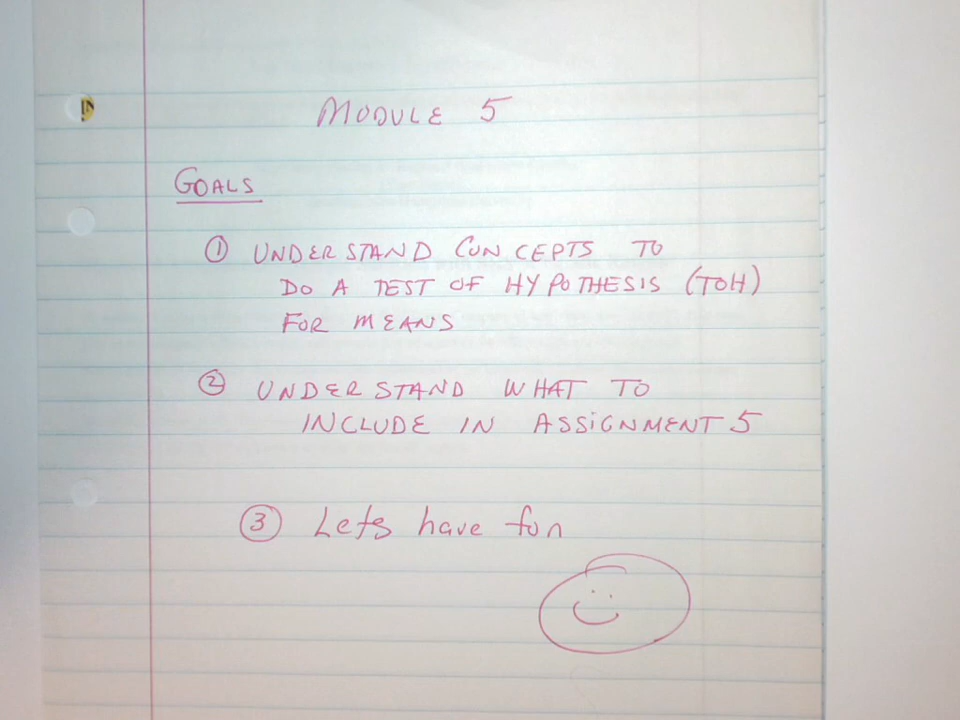 MODULE 5
GOALS
① UNDERSTAND CONCEPTS TO
DO A TEST OF HYPOTHESIS (TOH)
FOR MEANS
② UNDERSTAND WHAT TO
INCLUDE IN ASSIGNMENT 5
③ Lets have fun